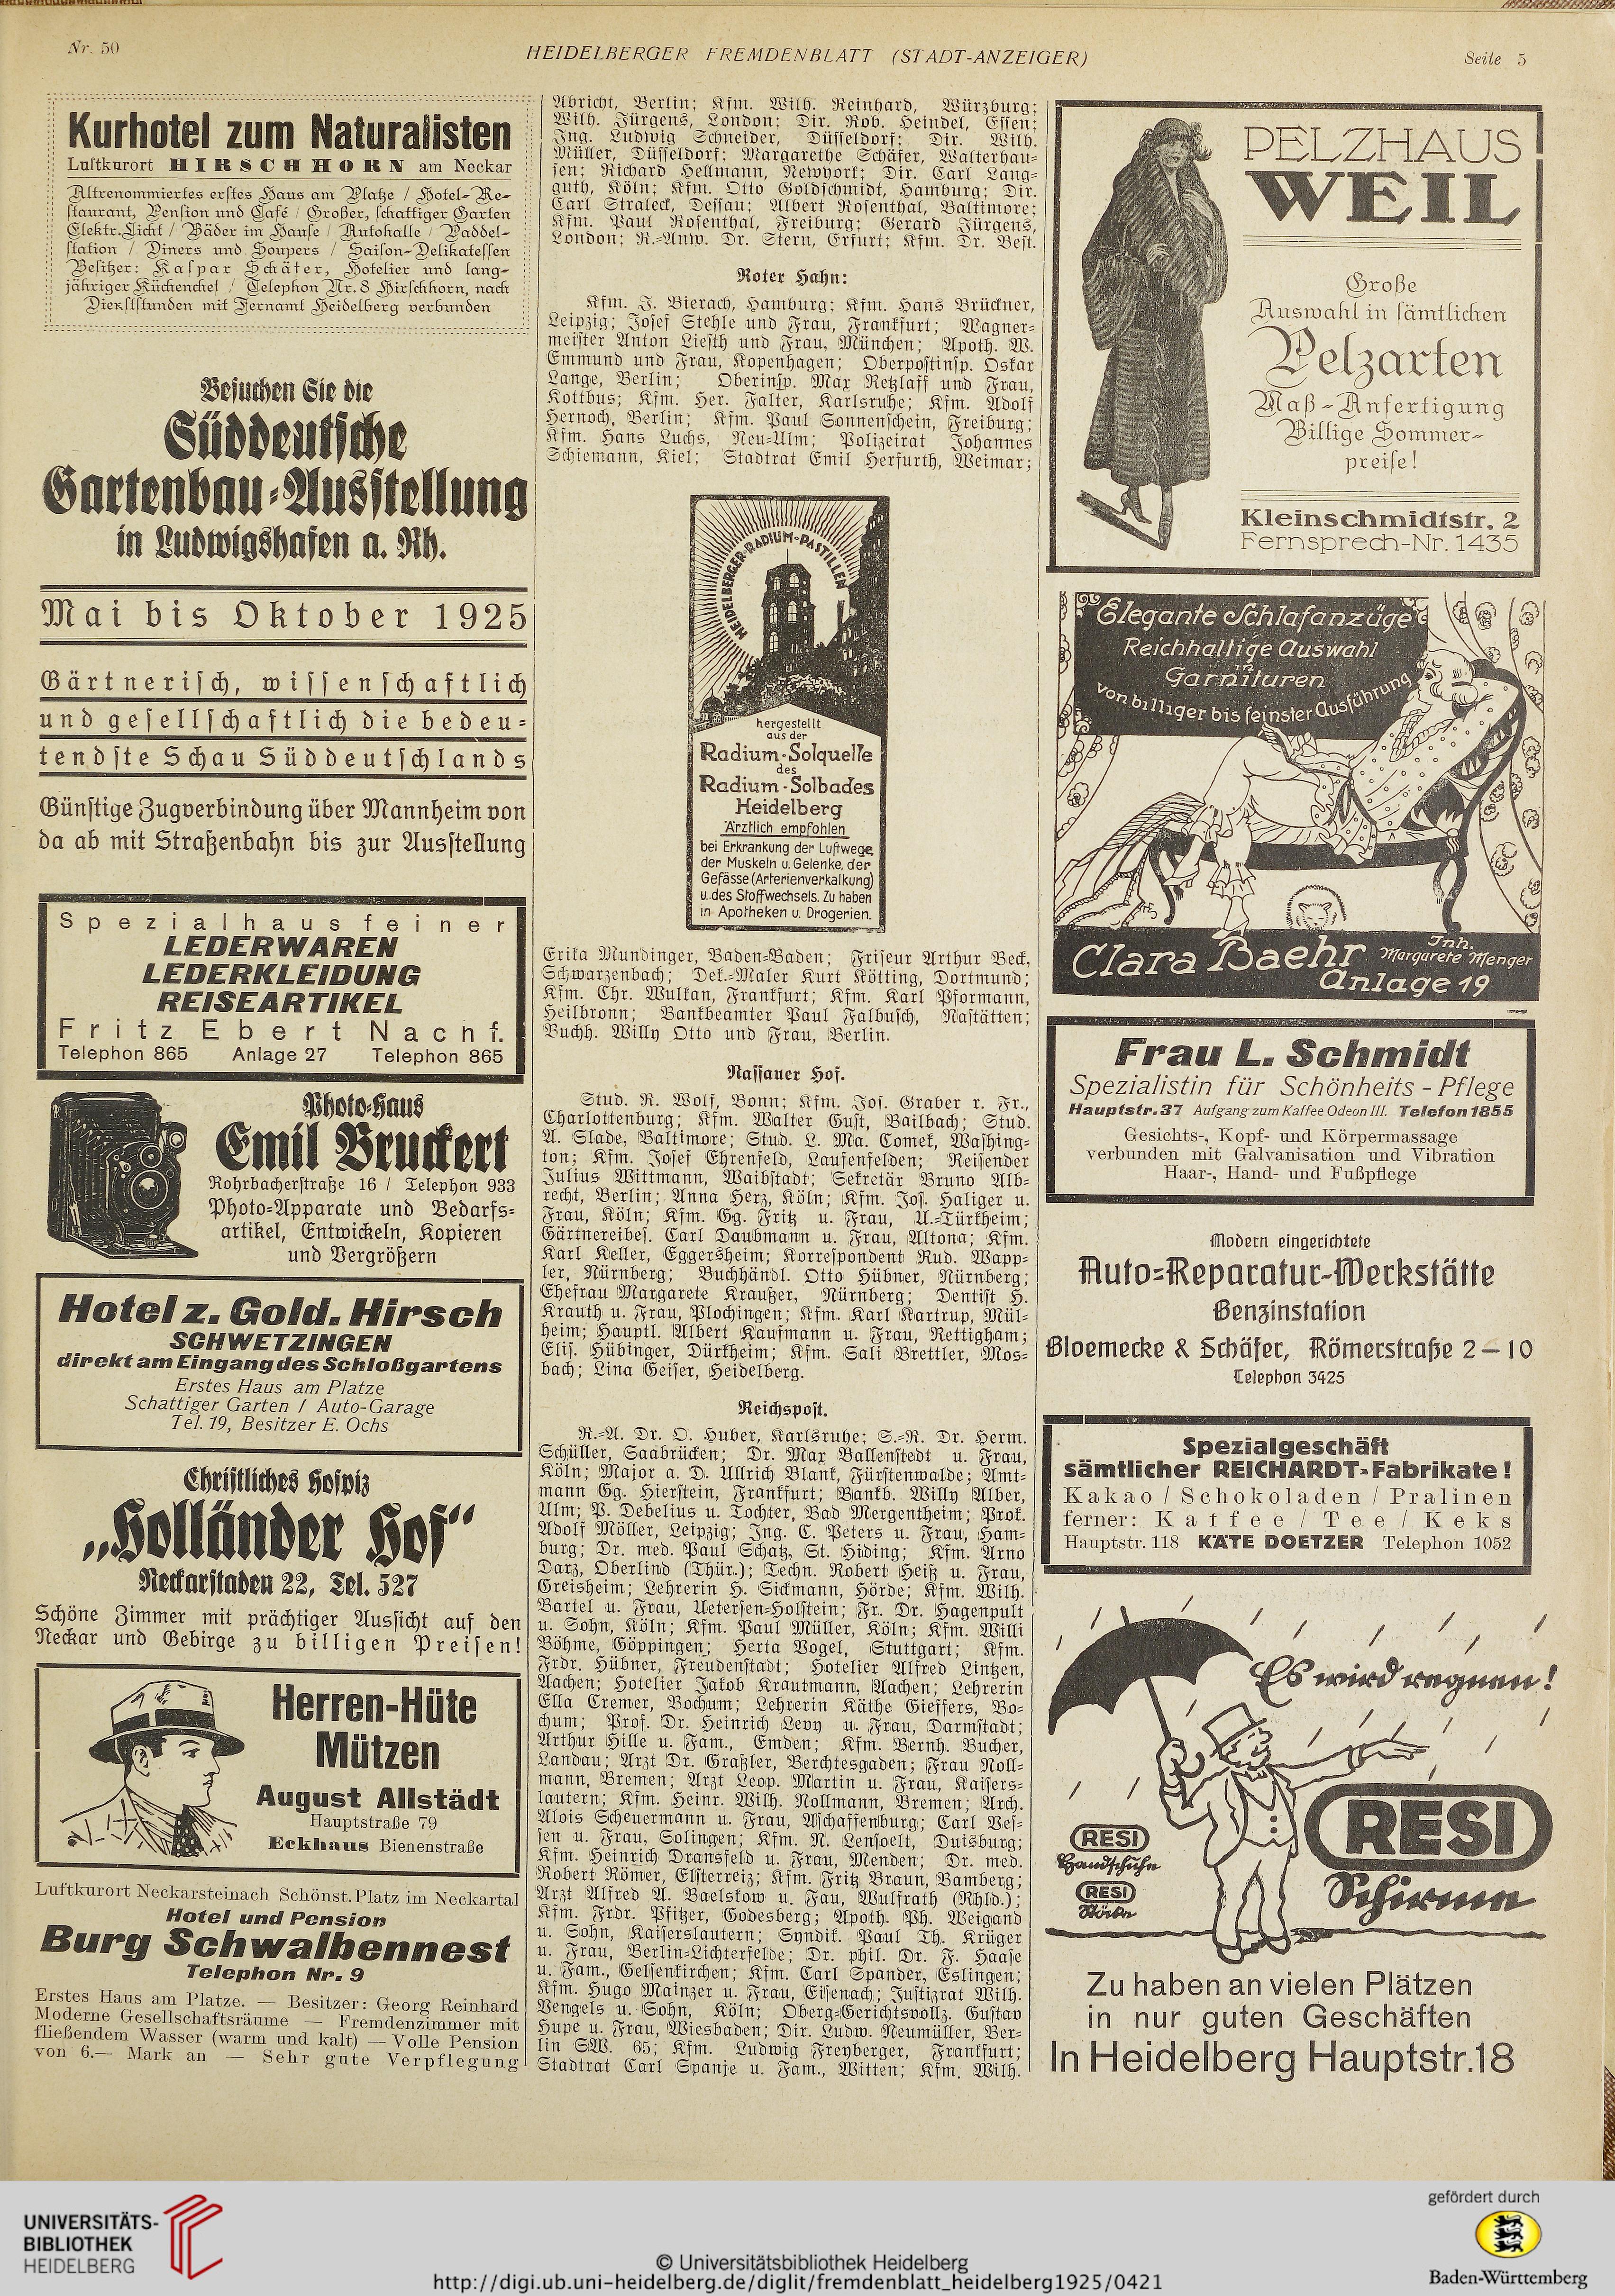 Nr. 50
HEIDELBERGER FREMDENBLATT (STADT-ANZEIGER)
Seite 5
Kurhotel zum Naturalisten
Luftkurort HIRSCHHORN am Neckar
Altrenommiertes erstes Haus am Platze / Hotel-Re-
staurant, Pension und Café / Großer, schattiger Garten
Elektr. Licht / Bäder im Hause / Autohalle / Paddel-
station / Diners und Soupers / Saison-Delikatessen
Besitzer: Kaspar Schäfer, Hotelier und lang-
jähriger Küchenchef / Telephon Nr. 8 Hirschhorn, nach
Dienststunden mit Fernamt Heidelberg verbunden
Besuchen Sie die
Süddeutsche
Gartenbau-Ausstellung
in Ludwigshafen a. Rh.
Mai bis Oktober 1925
Gärtnerisch, wissenschaftlich
und gesellschaftlich die bedeu-
tendste Schau Süddeutschlands
Günstige Zugverbindung über Mannheim von
da ab mit Straßenbahn bis zur Ausstellung
Spezialhaus feiner
LEDERWAREN
LEDERKLEIDUNG
REISEARTIKEL
Fritz Ebert Nachf.
Telephon 865 Anlage 27 Telephon 865
Photo-Haus
Emil Bruckert
Rohrbacherstraße 16 / Telephon 933
Photo-Apparate und Bedarfs-
artikel, Entwickeln, Kopieren
und Vergrößern
Hotel z. Gold. Hirsch
SCHWETZINGEN
direkt am Eingang des Schloßgartens
Erstes Haus am Platze
Schattiger Garten / Auto-Garage
Tel. 19, Besitzer E. Ochs
Christliches Hospiz
„Holländer Hof“
Neckarstaden 22, Tel. 527
Schöne Zimmer mit prächtiger Aussicht auf den
Neckar und Gebirge zu billigen Preisen!
Herren-Hüte
Mützen
August Allstädt
Hauptstraße 79
Eckhaus Bienenstraße
Luftkurort Neckarsteinach Schönst. Platz im Neckartal
Hotel und Pension
Burg Schwalbennest
Telephon Nr. 9
Erstes Haus am Platze. — Besitzer: Georg Reinhard
Moderne Gesellschaftsräume — Fremdenzimmer mit
fließendem Wasser (warm und kalt) — Volle Pension
von 6.— Mark an — Sehr gute Verpflegung
Abricht, Berlin; Kfm. Wilh. Reinhard, Würzburg;
Wilh. Jürgens, London; Dir. Rob. Heindel, Essen;
Ing. Ludwig Schneider, Düsseldorf; Dir. Wilh.
Müller, Düsseldorf; Margarethe Schäfer, Walterhau-
sen; Richard Hellmann, Newyork; Dir. Carl Lang-
guth, Köln; Kfm. Otto Goldschmidt, Hamburg; Dir.
Carl Straleck, Dessau; Albert Rosenthal, Baltimore;
Kfm. Paul Rosenthal, Freiburg; Gerard Jürgens,
London; R.-Anw. Dr. Stern, Erfurt; Kfm. Dr. Best.
Roter Hahn:
Kfm. J. Bierach, Hamburg; Kfm. Hans Brückner,
Leipzig; Josef Stehle und Frau, Frankfurt; Wagner-
meister Anton Liesth und Frau, München; Apoth. W.
Emmund und Frau, Kopenhagen; Oberpostinsp. Oskar
Lange, Berlin; Oberinsp. Max Retzlaff und Frau,
Kottbus; Kfm. Her. Falter, Karlsruhe; Kfm. Adolf
Hernoch, Berlin; Kfm. Paul Sonnenschein, Freiburg;
Kfm. Hans Luchs, Neu-Ulm; Polizeirat Johannes
Schiemann, Kiel; Stadtrat Emil Herfurth, Weimar;
HEIDELBERGER-RADIUM-PASTILLEN
hergestellt
aus der
Radium-Solquelle
des
Radium-Solbades
Heidelberg
Ärztlich empfohlen
bei Erkrankung der Luftwege,
der Muskeln u. Gelenke, der
Gefässe (Arterienverkalkung)
u. des Stoffwechsels. Zu haben
in Apotheken u. Drogerien.
Erika Mundinger, Baden-Baden; Friseur Arthur Beck,
Schwarzenbach; Dek.-Maler Kurt Kötting, Dortmund;
Kfm. Chr. Wulkan, Frankfurt; Kfm. Karl Pformann,
Heilbronn; Bankbeamter Paul Falbusch, Nastätten;
Buchh. Willy Otto und Frau, Berlin.
Nassauer Hof.
Stud. R. Wolf, Bonn; Kfm. Jos. Graber r. Fr.,
Charlottenburg; Kfm. Walter Gust, Bailbach; Stud.
A. Slade, Baltimore; Stud. L. Ma. Comek, Washing-
ton; Kfm. Josef Ehrenfeld, Laufenfelden; Reisender
Julius Wittmann, Waibstadt; Sekretär Bruno Alb-
recht, Berlin; Anna Herz, Köln; Kfm. Jos. Haliger u.
Frau, Köln; Kfm. Gg. Fritz u. Frau, U.-Türkheim;
Gärtnereibes. Carl Daubmann u. Frau, Altona; Kfm.
Karl Keller, Eggersheim; Korrespondent Rud. Wapp-
ler, Nürnberg; Buchhändl. Otto Hübner, Nürnberg;
Ehefrau Margarete Kraußer, Nürnberg; Dentist H.
Krauth u. Frau, Plochingen; Kfm. Karl Kartrup, Mül-
heim; Hauptl. Albert Kaufmann u. Frau, Rettigham;
Elis. Hübinger, Dürkheim; Kfm. Sali Brettler, Mos-
bach; Lina Geiser, Heidelberg.
Reichspost.
R.-A. Dr. O. Huber, Karlsruhe; S.-R. Dr. Herm.
Schüller, Saabrücken; Dr. Max Ballenstedt u. Frau,
Köln; Major a. D. Ullrich Blank, Fürstenwalde; Amt-
mann Gg. Hierstein, Frankfurt; Bankb. Willy Alber,
Ulm; P. Debelius u. Tochter, Bad Mergentheim; Prok.
Adolf Möller, Leipzig; Ing. C. Peters u. Frau, Ham-
burg; Dr. med. Paul Schatz, St. Hiding; Kfm. Arno
Darz, Oberlind (Thür.); Techn. Robert Heiß u. Frau,
Greisheim; Lehrerin H. Sickmann, Hörde; Kfm. Wilh.
Bartel u. Frau, Uetersen-Holstein; Fr. Dr. Hagenpult
u. Sohn, Köln; Kfm. Paul Müller, Köln; Kfm. Willi
Böhme, Göppingen; Herta Vogel, Stuttgart; Kfm.
Frdr. Hübner, Freudenstadt; Hotelier Alfred Lintzen,
Aachen; Hotelier Jakob Krautmann, Aachen; Lehrerin
Ella Cremer, Bochum; Lehrerin Käthe Gieffers, Bo-
chum; Prof. Dr. Heinrich Levy u. Frau, Darmstadt;
Arthur Hille u. Fam., Emden; Kfm. Bernh. Bucher,
Landau; Arzt Dr. Graßler, Berchtesgaden; Frau Noll-
mann, Bremen; Arzt Leop. Martin u. Frau, Kaisers-
lautern; Kfm. Heinr. Wilh. Nollmann, Bremen; Arch.
Alois Scheuermann u. Frau, Aschaffenburg; Carl Ves-
sen u. Frau, Solingen; Kfm. N. Lensoelt, Duisburg;
Kfm. Heinrich Dransfeld u. Frau, Menden; Dr. med.
Robert Römer, Elsterreiz; Kfm. Fritz Braun, Bamberg;
Arzt Alfred A. Baelskow u. Fau, Wulfrath (Rhld.);
Kfm. Frdr. Pfitzer, Godesberg; Apoth. Ph. Weigand
u. Sohn, Kaiserslautern; Syndik. Paul Th. Krüger
u. Frau, Berlin-Lichterfelde; Dr. phil. Dr. F. Haase
u. Fam., Gelsenkirchen; Kfm. Carl Spander, Eslingen;
Kfm. Hugo Mainzer u. Frau, Eisenach; Justizrat Wilh.
Vengels u. Sohn, Köln; Oberg-Gerichtsvollz. Gustav
Hupe u. Frau, Wiesbaden; Dir. Ludw. Neumüller, Ber-
lin SW. 65; Kfm. Ludwig Freyberger, Frankfurt;
Stadtrat Carl Spanje u. Fam., Witten; Kfm. Wilh.
PELZHAUS
WEIL
Große
Auswahl in sämtlichen
Pelzarten
Maß-Anfertigung
Billige Sommer-
preise!
Kleinschmidtstr. 2
Fernsprech-Nr. 1435
Elegante Schlafanzüge
Reichhaltige Auswahl
in
Garnituren
von billiger bis feinster Ausführung
Clara Baehr Inh.
Margarete Menger
Anlage 19
Frau L. Schmidt
Spezialistin für Schönheits-Pflege
Hauptstr. 37 Aufgang zum Kaffee Odeon III. Telefon 1855
Gesichts-, Kopf- und Körpermassage
verbunden mit Galvanisation und Vibration
Haar-, Hand- und Fußpflege
Modern eingerichtete
Auto-Reparatur-Werkstätte
Benzinstation
Bloemecke & Schäfer, Römerstraße 2—10
Telephon 3425
Spezialgeschäft
sämtlicher REICHARDT-Fabrikate!
Kakao / Schokoladen / Pralinen
ferner: Kaffee / Tee / Keks
Hauptstr. 118 KÄTE DOETZER Telephon 1052
Es wird regnen!
RESI
RESI
Handschuhe
RESI
Stöcke
Schirme
Zu haben an vielen Plätzen
in nur guten Geschäften
In Heidelberg Hauptstr. 18
UNIVERSITÄTS-
BIBLIOTHEK
HEIDELBERG
© Universitätsbibliothek Heidelberg
http://digi.ub.uni-heidelberg.de/diglit/fremdenblatt_heidelberg1925/0421
gefördert durch
Baden-Württemberg